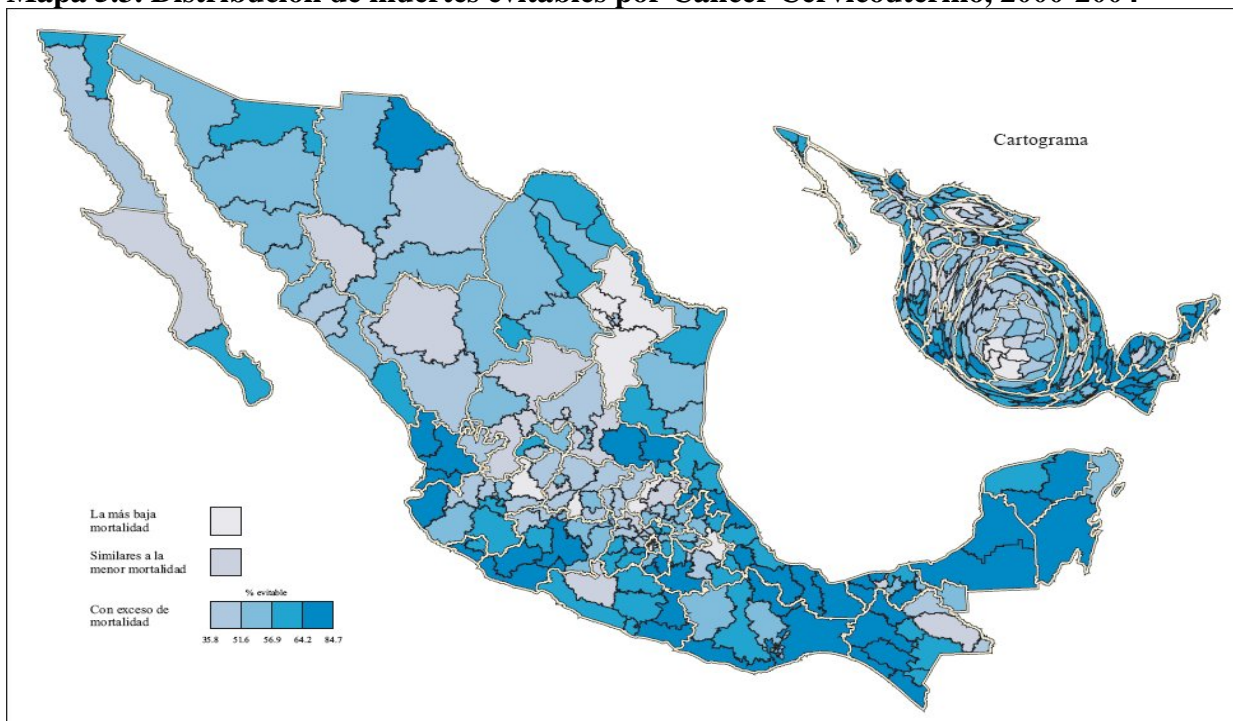 Mapa 5.5. Distribución de muertes evitables por Cáncer Cervicouterino, 2000-2004
Cartograma
La más baja
mortalidad
Similares a la
menor mortalidad
% evitable
Con exceso de
mortalidad
35.8 51.6 56.9 64.2 84.7